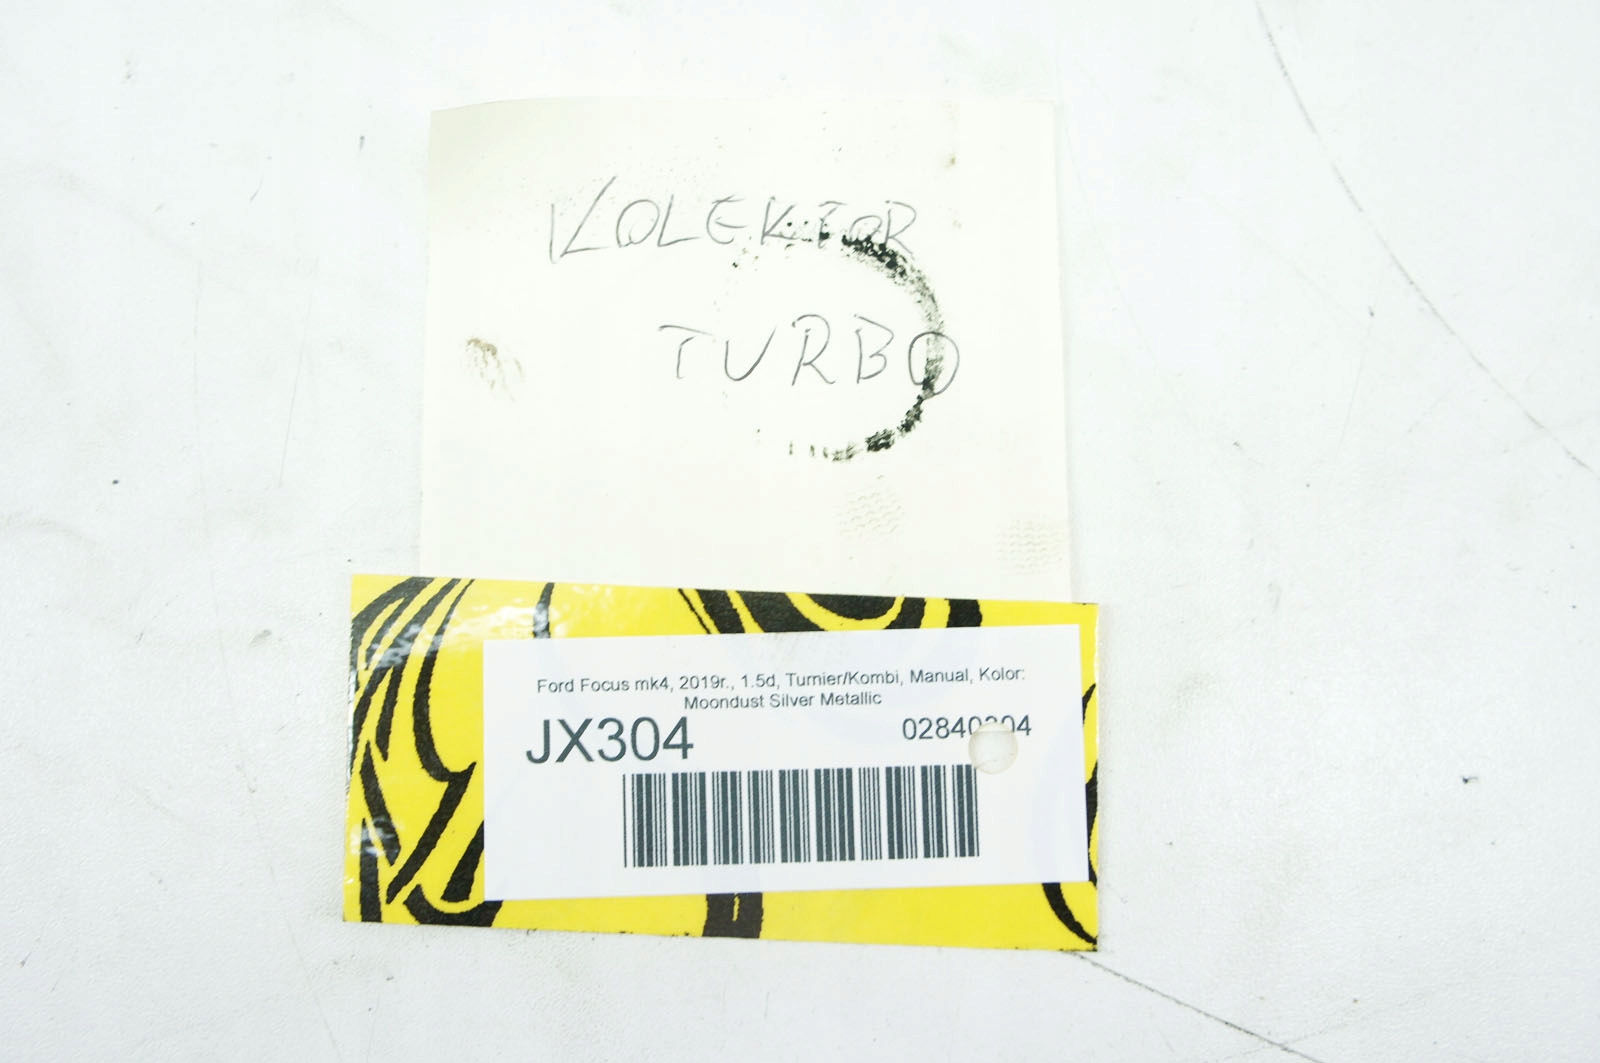 KOLEKTOR
TURBO
Ford Focus mk4, 2019r., 1.5d, Turnier/Kombi, Manual, Kolor:
Moondust Silver Metallic
JX304